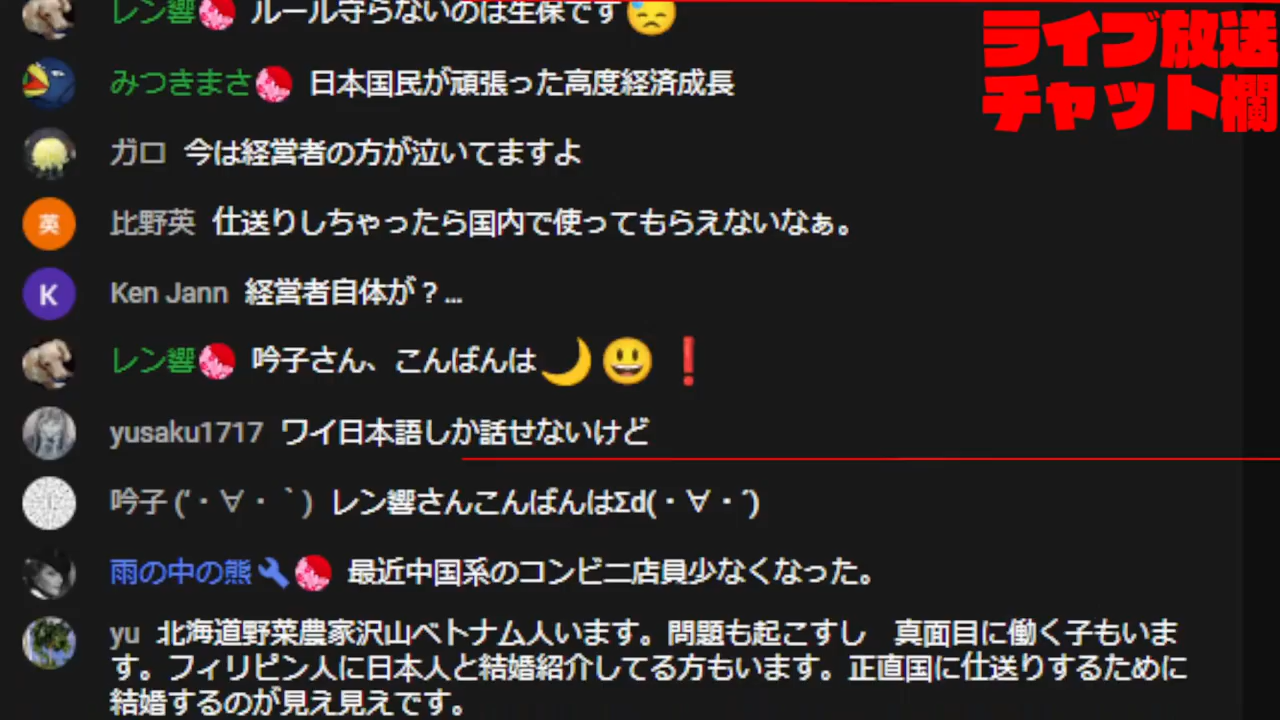 レン響 ルール守らないのは生保です😓
ライブ放送
チャット欄
みつきまさ 日本国民が頑張った高度経済成長
ガロ 今は経営者の方が泣いてますよ
英 比野英 仕送りしちゃったら国内で使ってもらえないなぁ。
K Ken Jann 経営者自体が？...
レン響 吟子さん、こんばんは🌙😃❗
yusaku1717 ワイ日本語しか話せないけど
吟子 (´・∀・｀) レン響さんこんばんはΣd(・∀・´)
雨の中の熊🔧 最近中国系のコンビニ店員少なくなった。
yu 北海道野菜農家沢山ベトナム人います。問題も起こすし　真面目に働く子もいま
す。フィリピン人に日本人と結婚紹介してる方もいます。正直国に仕送りするために
結婚するのが見え見えです。